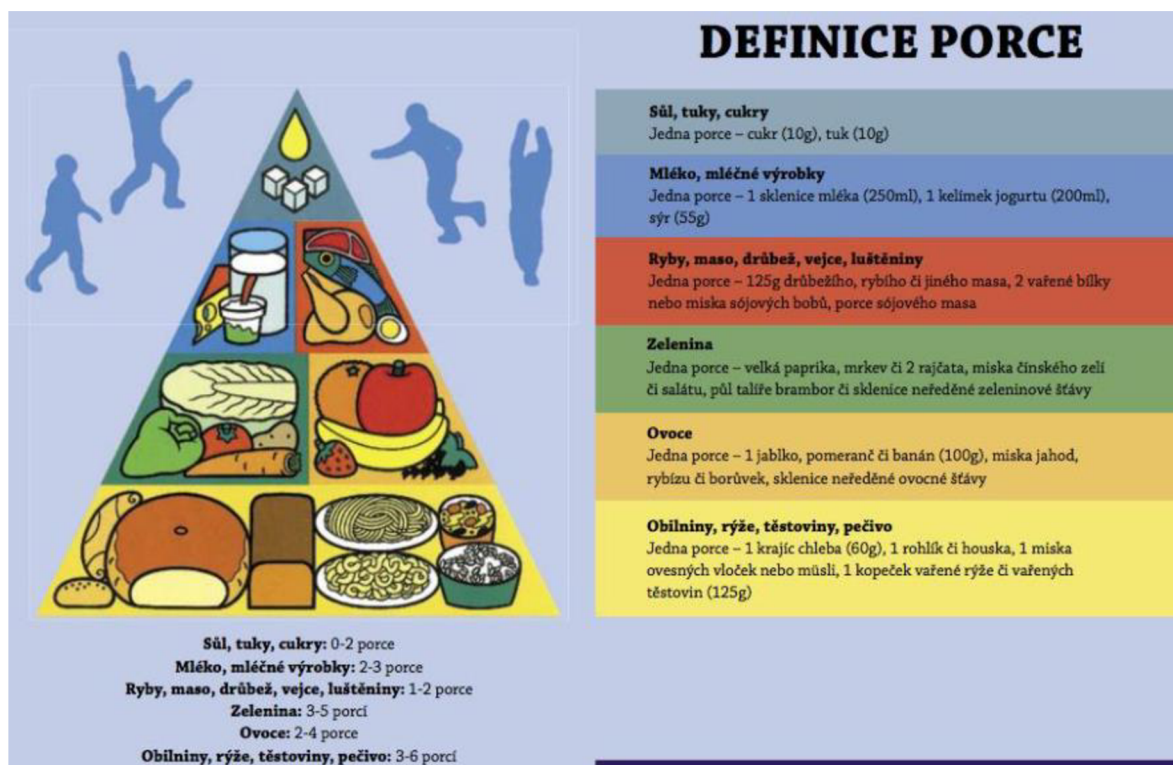 DEFINICE PORCE
Sůl, tuky, cukry
Jedna porce – cukr (10g), tuk (10g)
Mléko, mléčné výrobky
Jedna porce – 1 sklenice mléka (250ml), 1 kelímek jogurtu (200ml),
sýr (55g)
Ryby, maso, drůbež, vejce, luštěniny
Jedna porce – 125g drůbežího, rybího či jiného masa, 2 vařené bílky
nebo miska sójových bobů, porce sójového masa
Zelenina
Jedna porce – velká paprika, mrkev či 2 rajčata, miska čínského zelí
či salátu, půl talíře brambor či sklenice neředěné zeleninové šťávy
Ovoce
Jedna porce – 1 jablko, pomeranč či banán (100g), miska jahod,
rybízu či borůvek, sklenice neředěné ovocné šťávy
Obilniny, rýže, těstoviny, pečivo
Jedna porce – 1 krajíc chleba (60g), 1 rohlík či houska, 1 miska
ovesných vloček nebo müsli, 1 kopeček vařené rýže či vařených
těstovin (125g)
Sůl, tuky, cukry: 0-2 porce
Mléko, mléčné výrobky: 2-3 porce
Ryby, maso, drůbež, vejce, luštěniny: 1-2 porce
Zelenina: 3-5 porcí
Ovoce: 2-4 porce
Obilniny, rýže, těstoviny, pečivo: 3-6 porcí